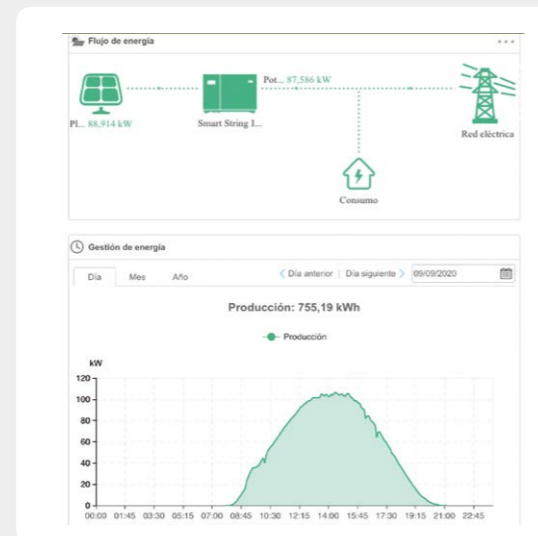 Flujo de energía
Pot... 87,586 kW
Pl... 88,914 kW
Smart String I...
Red eléctrica
Consumo
Gestión de energía
Día Mes Año < Día anterior | Día siguiente > 09/09/2020
Producción: 755,19 kWh
Producción
kW
120
100
80
60
40
20
0
00:00 01:45 03:30 05:15 07:00 08:45 10:30 12:15 14:00 15:45 17:30 19:15 21:00 22:45